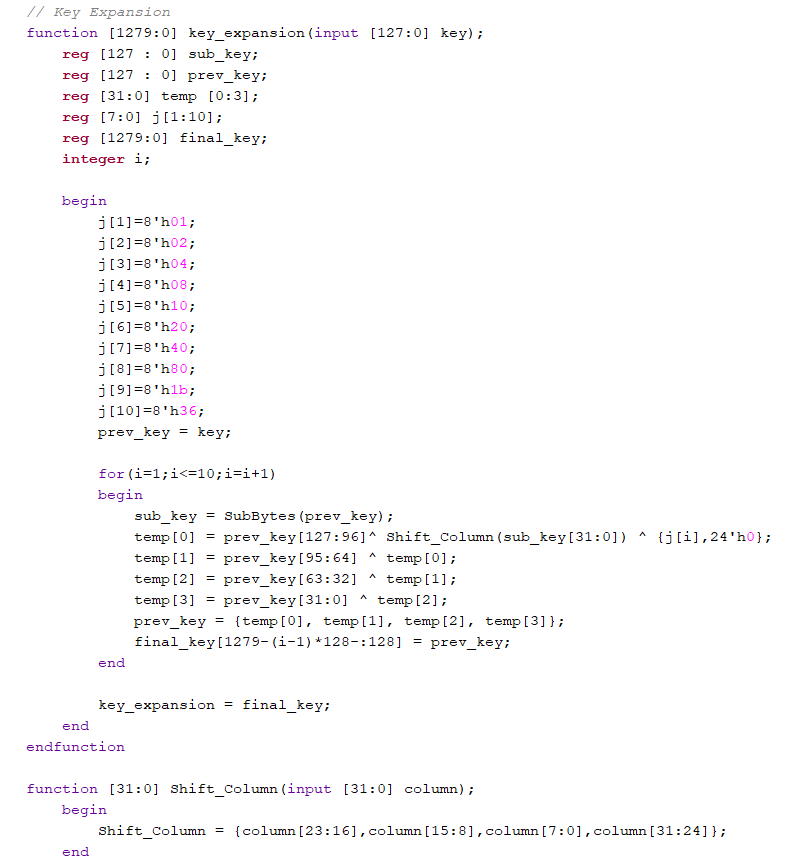 // Key Expansion
function [1279:0] key_expansion(input [127:0] key);
    reg [127 : 0] sub_key;
    reg [127 : 0] prev_key;
    reg [31:0] temp [0:3];
    reg [7:0] j[1:10];
    reg [1279:0] final_key;
    integer i;

    begin
        j[1]=8'h01;
        j[2]=8'h02;
        j[3]=8'h04;
        j[4]=8'h08;
        j[5]=8'h10;
        j[6]=8'h20;
        j[7]=8'h40;
        j[8]=8'h80;
        j[9]=8'h1b;
        j[10]=8'h36;
        prev_key = key;

        for(i=1;i<=10;i=i+1)
        begin
            sub_key = SubBytes(prev_key);
            temp[0] = prev_key[127:96]^ Shift_Column(sub_key[31:0]) ^ {j[i],24'h0};
            temp[1] = prev_key[95:64] ^ temp[0];
            temp[2] = prev_key[63:32] ^ temp[1];
            temp[3] = prev_key[31:0] ^ temp[2];
            prev_key = {temp[0], temp[1], temp[2], temp[3]};
            final_key[1279-(i-1)*128-:128] = prev_key;
        end

        key_expansion = final_key;
    end
endfunction

function [31:0] Shift_Column(input [31:0] column);
    begin
        Shift_Column = {column[23:16],column[15:8],column[7:0],column[31:24]};
    end